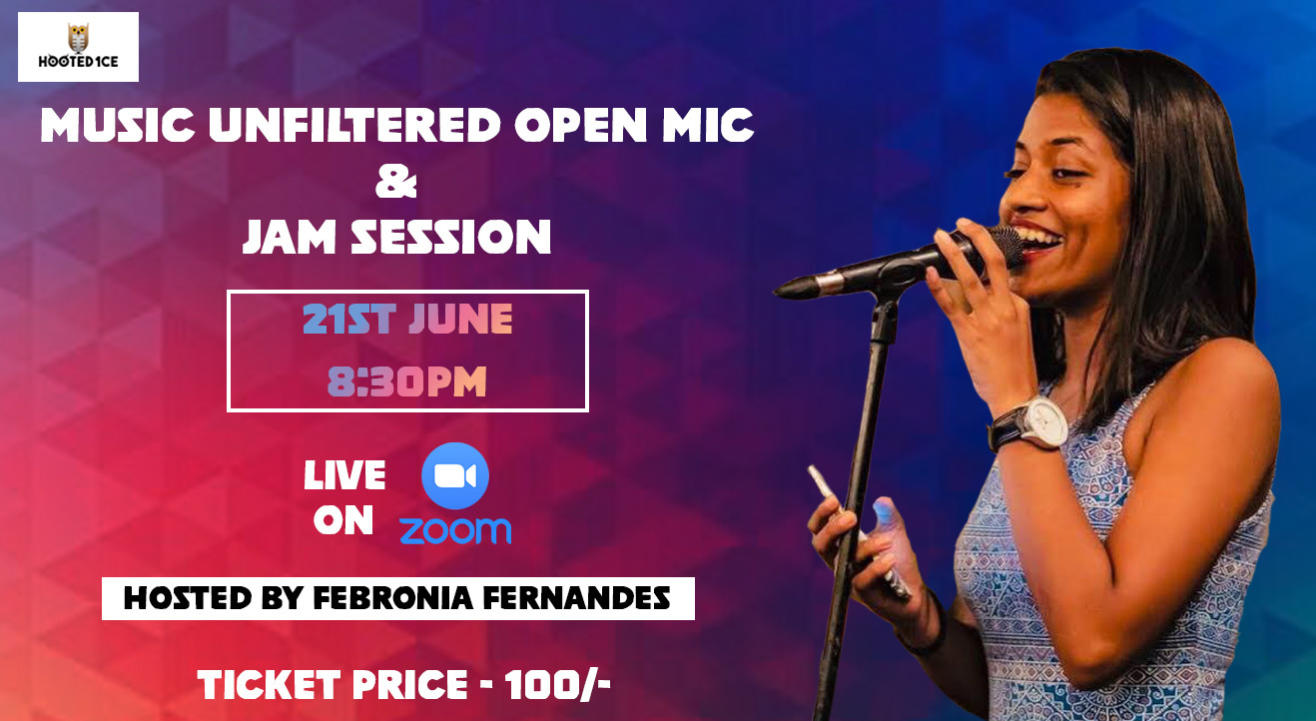 HOOTED1CE
MUSIC UNFILTERED OPEN MIC
&
JAM SESSION
21ST JUNE
8:30PM
LIVE
ON
zoom
HOSTED BY FEBRONIA FERNANDES
TICKET PRICE - 100/-